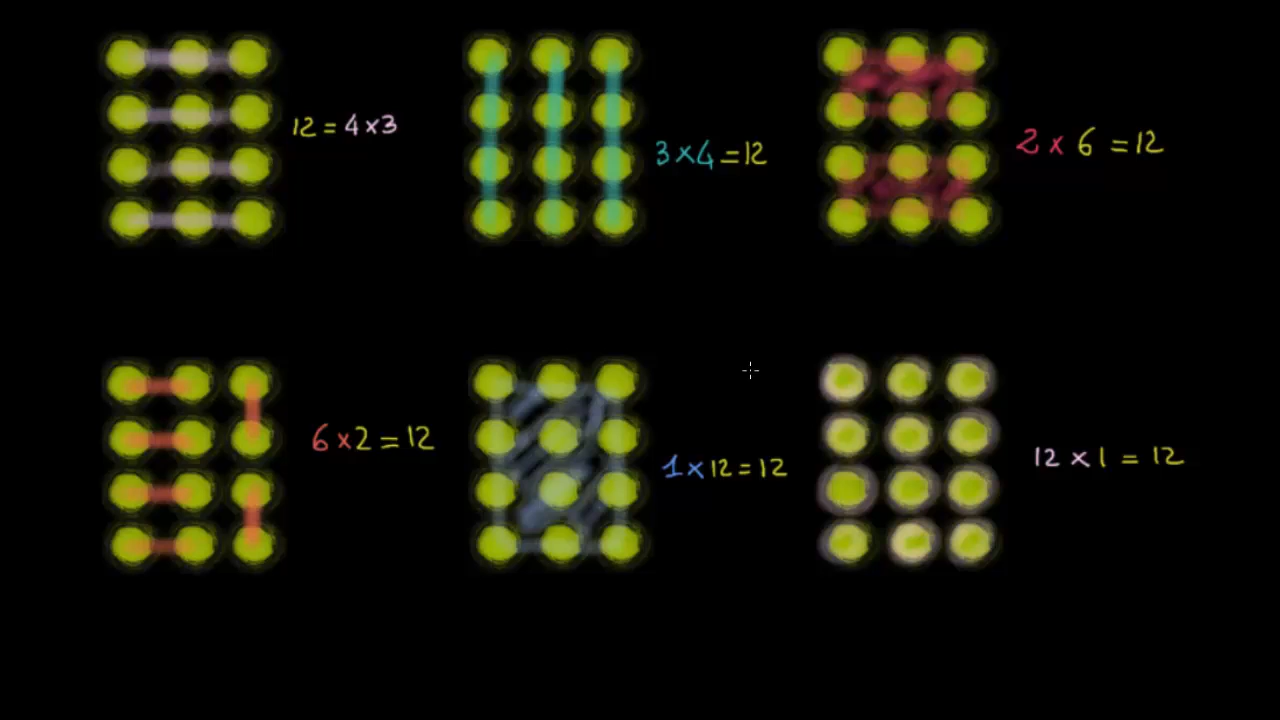 12 = 4 x 3
3 x 4 = 12
2 x 6 = 12
6 x 2 = 12
1 x 12 = 12
12 x 1 = 12